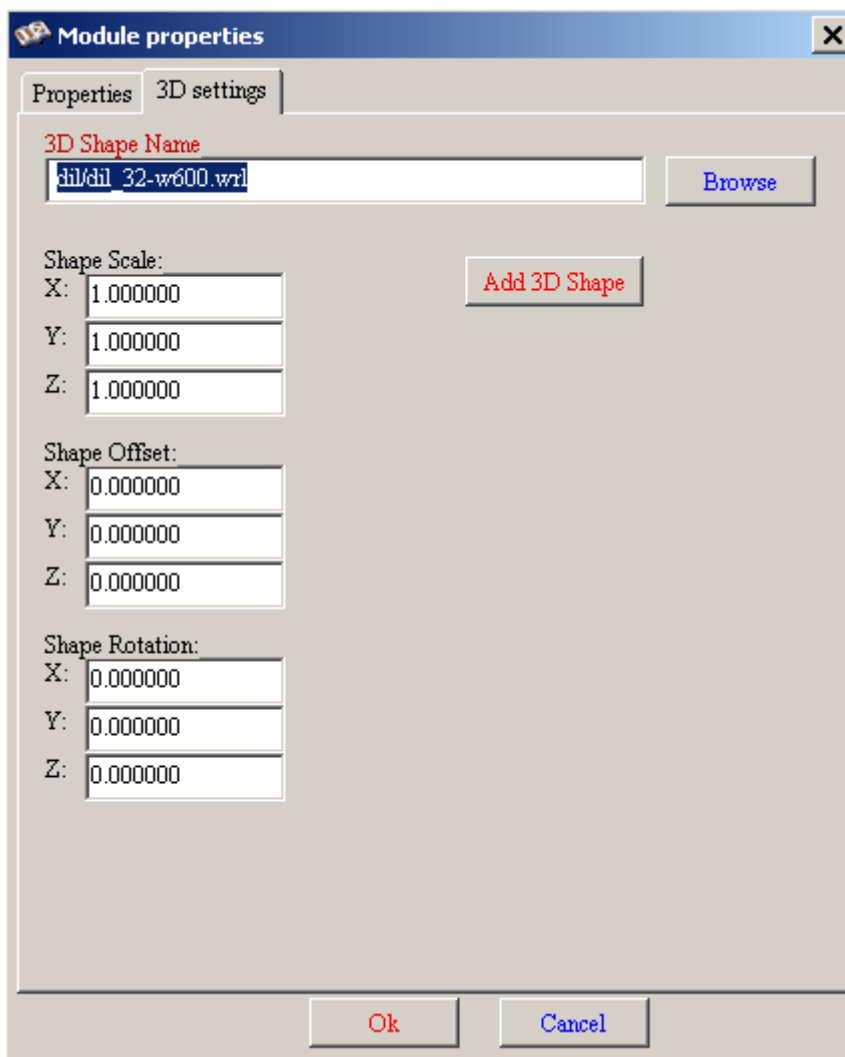 Module properties
Properties 3D settings
3D Shape Name
dil/dil_32-w600.wrl
Browse
Shape Scale:
X: 1.000000
Add 3D Shape
Y: 1.000000
Z: 1.000000
Shape Offset:
X: 0.000000
Y: 0.000000
Z: 0.000000
Shape Rotation:
X: 0.000000
Y: 0.000000
Z: 0.000000
Ok Cancel